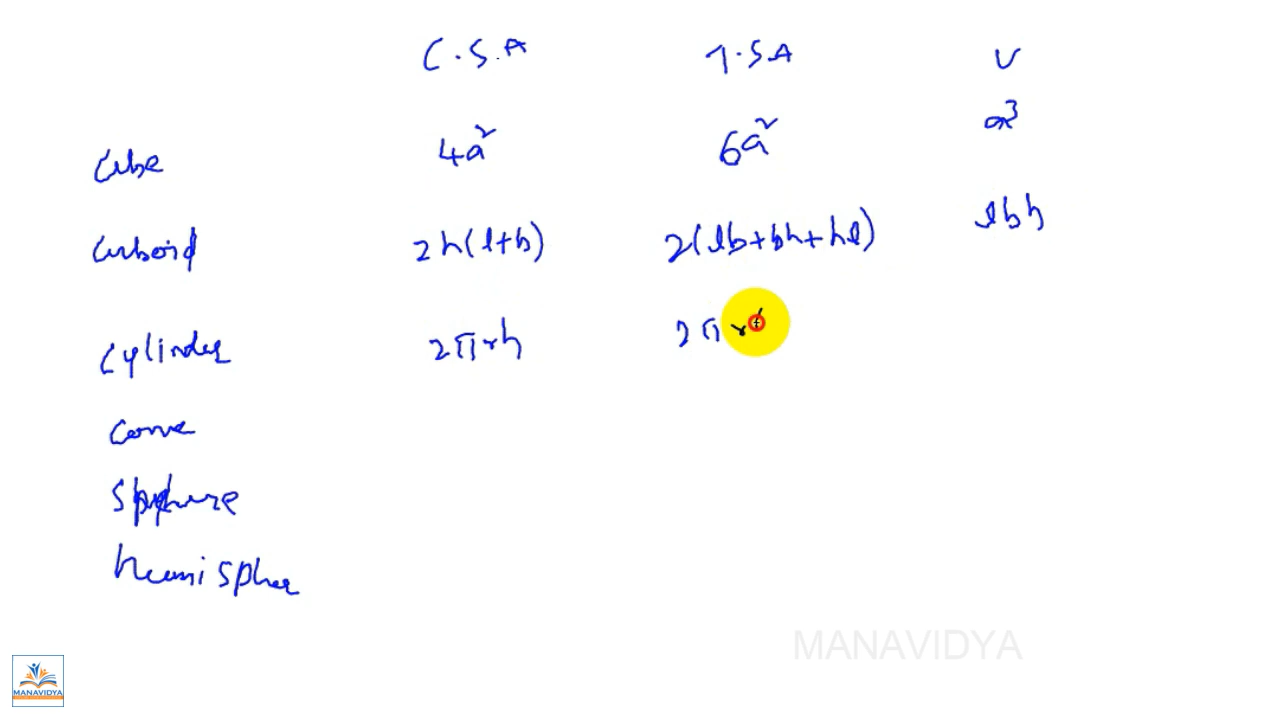 C.S.A T.S.A V
Cube 4a² 6a² a³
Cuboid 2h(l+b) 2(lb+bh+hl) lbh
Cylinder 2πrh 2πr(
Cone
Sphere
hemisphere
MANAVIDYA
MANAVIDYA